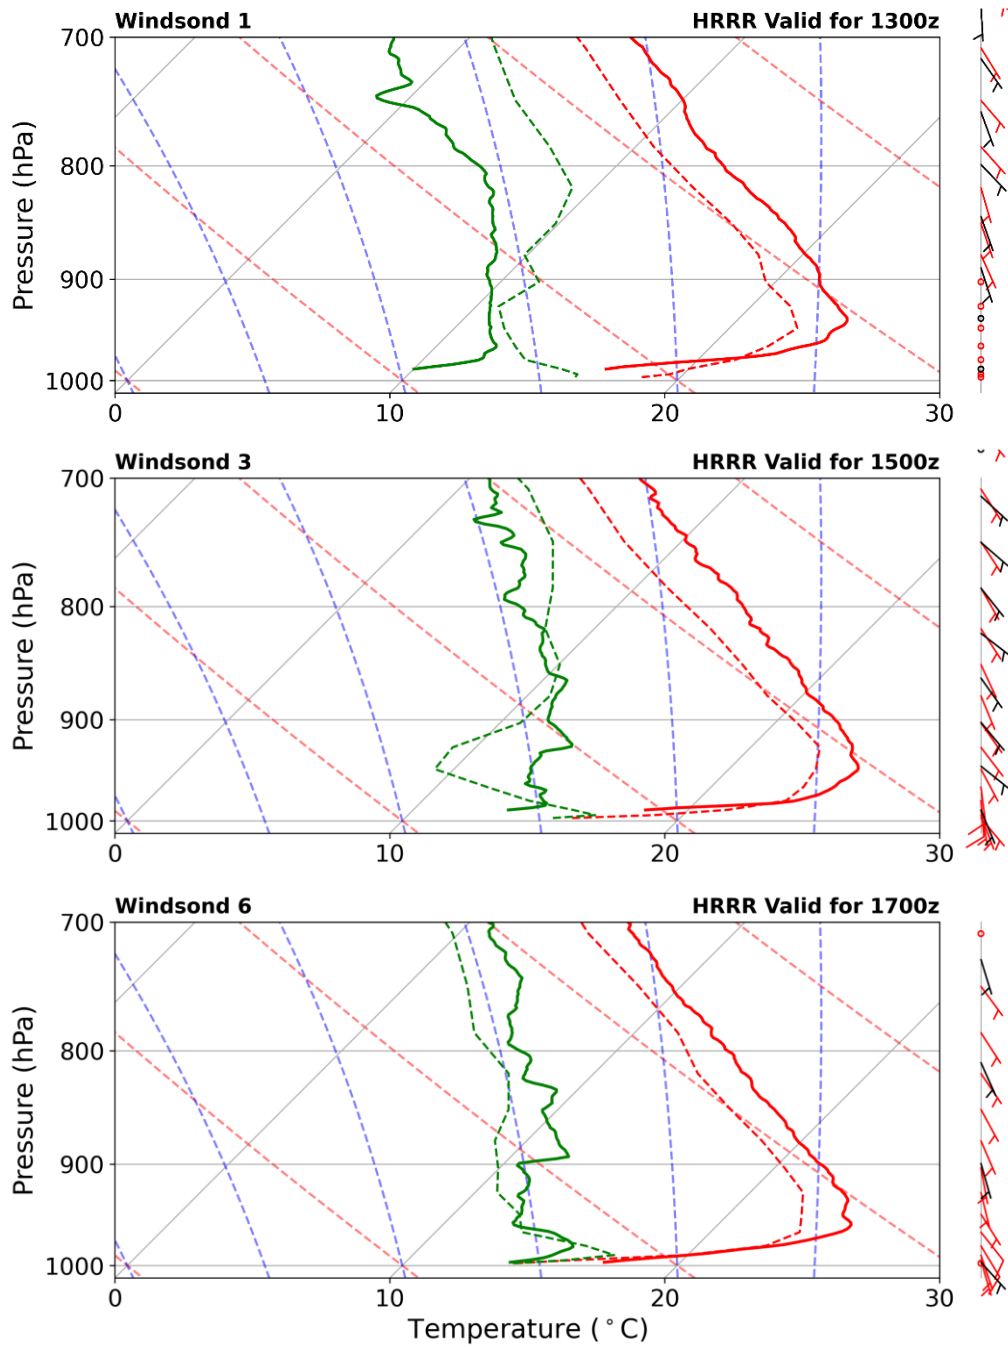 Windsond 1 HRRR Valid for 1300z
700
800
900
1000
Pressure (hPa)
0 10 20 30
Windsond 3 HRRR Valid for 1500z
700
800
900
1000
Pressure (hPa)
0 10 20 30
Windsond 6 HRRR Valid for 1700z
700
800
900
1000
Pressure (hPa)
0 10 20 30
Temperature (°C)